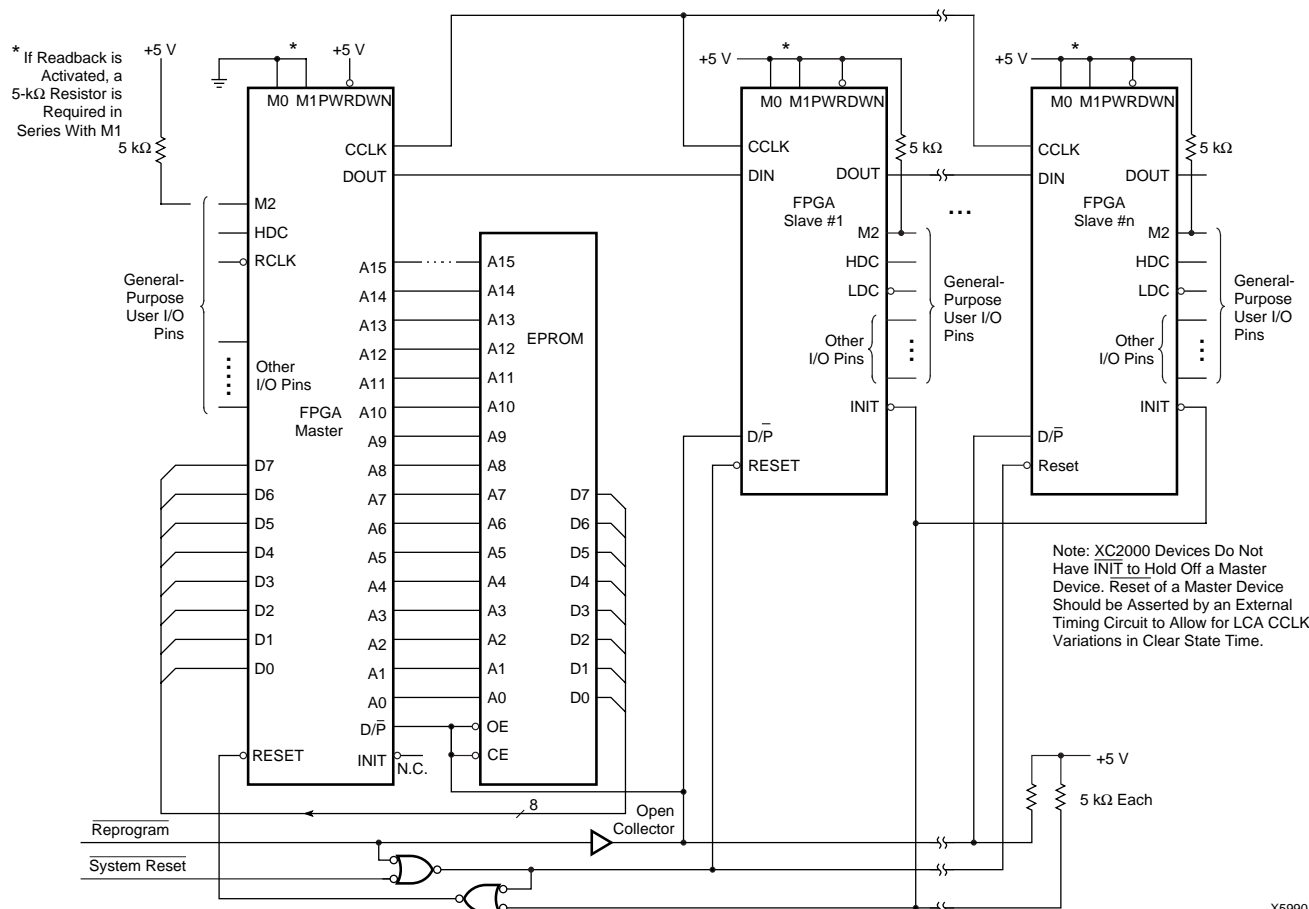 * If Readback is
Activated, a
5-kΩ Resistor is
Required in
Series With M1
+5 V
5 kΩ
*
+5 V
M0 M1 PWRDWN
CCLK
DOUT
M2
HDC
RCLK
General-
Purpose
User I/O
Pins
Other
I/O Pins
FPGA
Master
A15
A14
A13
A12
A11
A10
A9
A8
A7
A6
A5
A4
A3
A2
A1
A0
D/P̅
INIT
N.C.
D7
D6
D5
D4
D3
D2
D1
D0
RESET
EPROM
A15
A14
A13
A12
A11
A10
A9
A8
A7
A6
A5
A4
A3
A2
A1
A0
OE
CE
D7
D6
D5
D4
D3
D2
D1
D0
8
+5 V
*
M0 M1 PWRDWN
5 kΩ
CCLK
DIN
DOUT
FPGA
Slave #1
...
M2
HDC
LDC
Other
I/O Pins
General-
Purpose
User I/O
Pins
INIT
D/P̅
RESET
+5 V
*
M0 M1PWRDWN
5 kΩ
CCLK
DIN
DOUT
FPGA
Slave #n
M2
HDC
LDC
Other
I/O Pins
General-
Purpose
User I/O
Pins
INIT
D/P̅
Reset
Note: XC2000 Devices Do Not
Have I̅N̅I̅T̅ to Hold Off a Master
Device. R̅e̅s̅e̅t̅ of a Master Device
Should be Asserted by an External
Timing Circuit to Allow for LCA CCLK
Variations in Clear State Time.
+5 V
5 kΩ Each
Open
Collector
R̅e̅p̅r̅o̅g̅r̅a̅m̅
S̅y̅s̅t̅e̅m̅ R̅e̅s̅e̅t̅
X5990